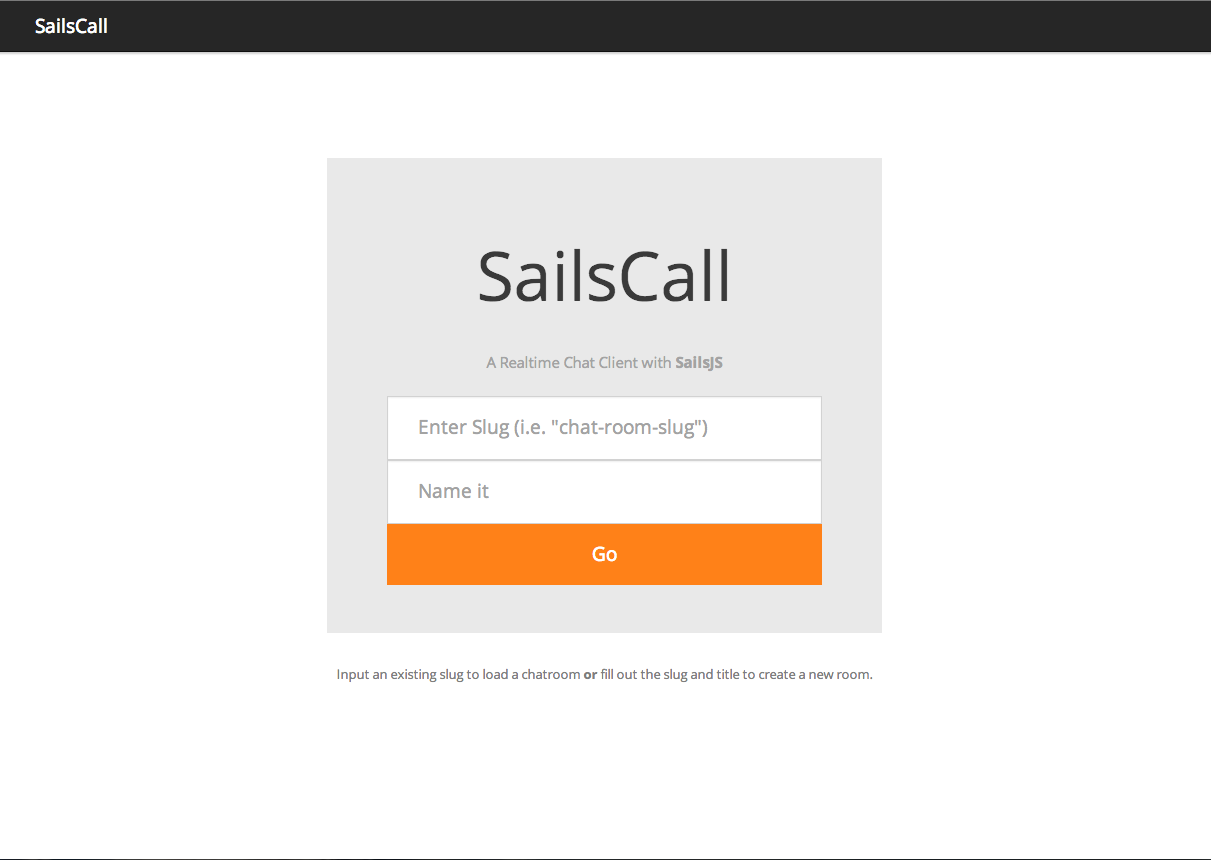 SailsCall
SailsCall
A Realtime Chat Client with SailsJS
Enter Slug (i.e. "chat-room-slug")
Name it
Go
Input an existing slug to load a chatroom or fill out the slug and title to create a new room.